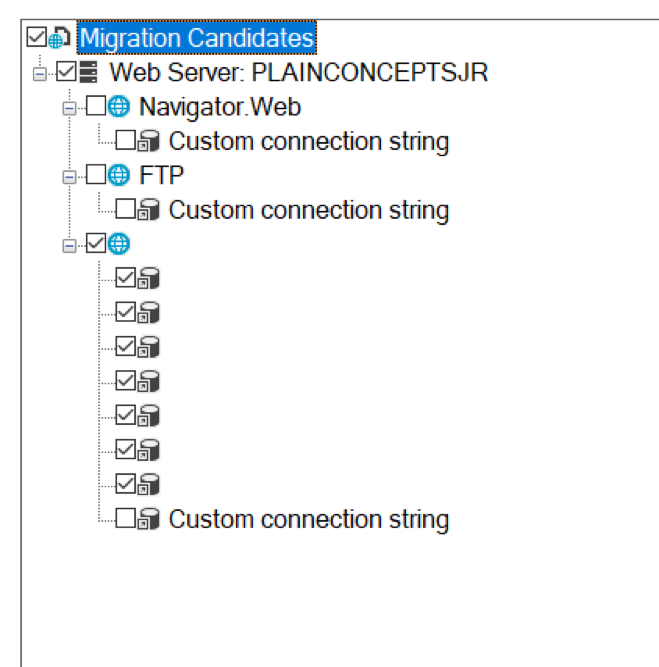 Migration Candidates
Web Server: PLAINCONCEPTSJR
Navigator.Web
Custom connection string
FTP
Custom connection string
Custom connection string